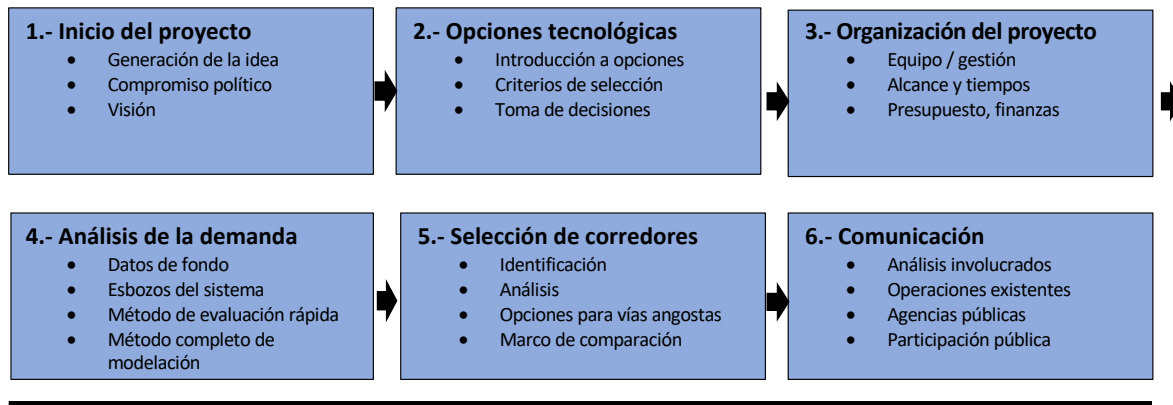 1.- Inicio del proyecto
• Generación de la idea
• Compromiso político
• Visión
2.- Opciones tecnológicas
• Introducción a opciones
• Criterios de selección
• Toma de decisiones
3.- Organización del proyecto
• Equipo / gestión
• Alcance y tiempos
• Presupuesto, finanzas
4.- Análisis de la demanda
• Datos de fondo
• Esbozos del sistema
• Método de evaluación rápida
• Método completo de
modelación
5.- Selección de corredores
• Identificación
• Análisis
• Opciones para vías angostas
• Marco de comparación
6.- Comunicación
• Análisis involucrados
• Operaciones existentes
• Agencias públicas
• Participación pública